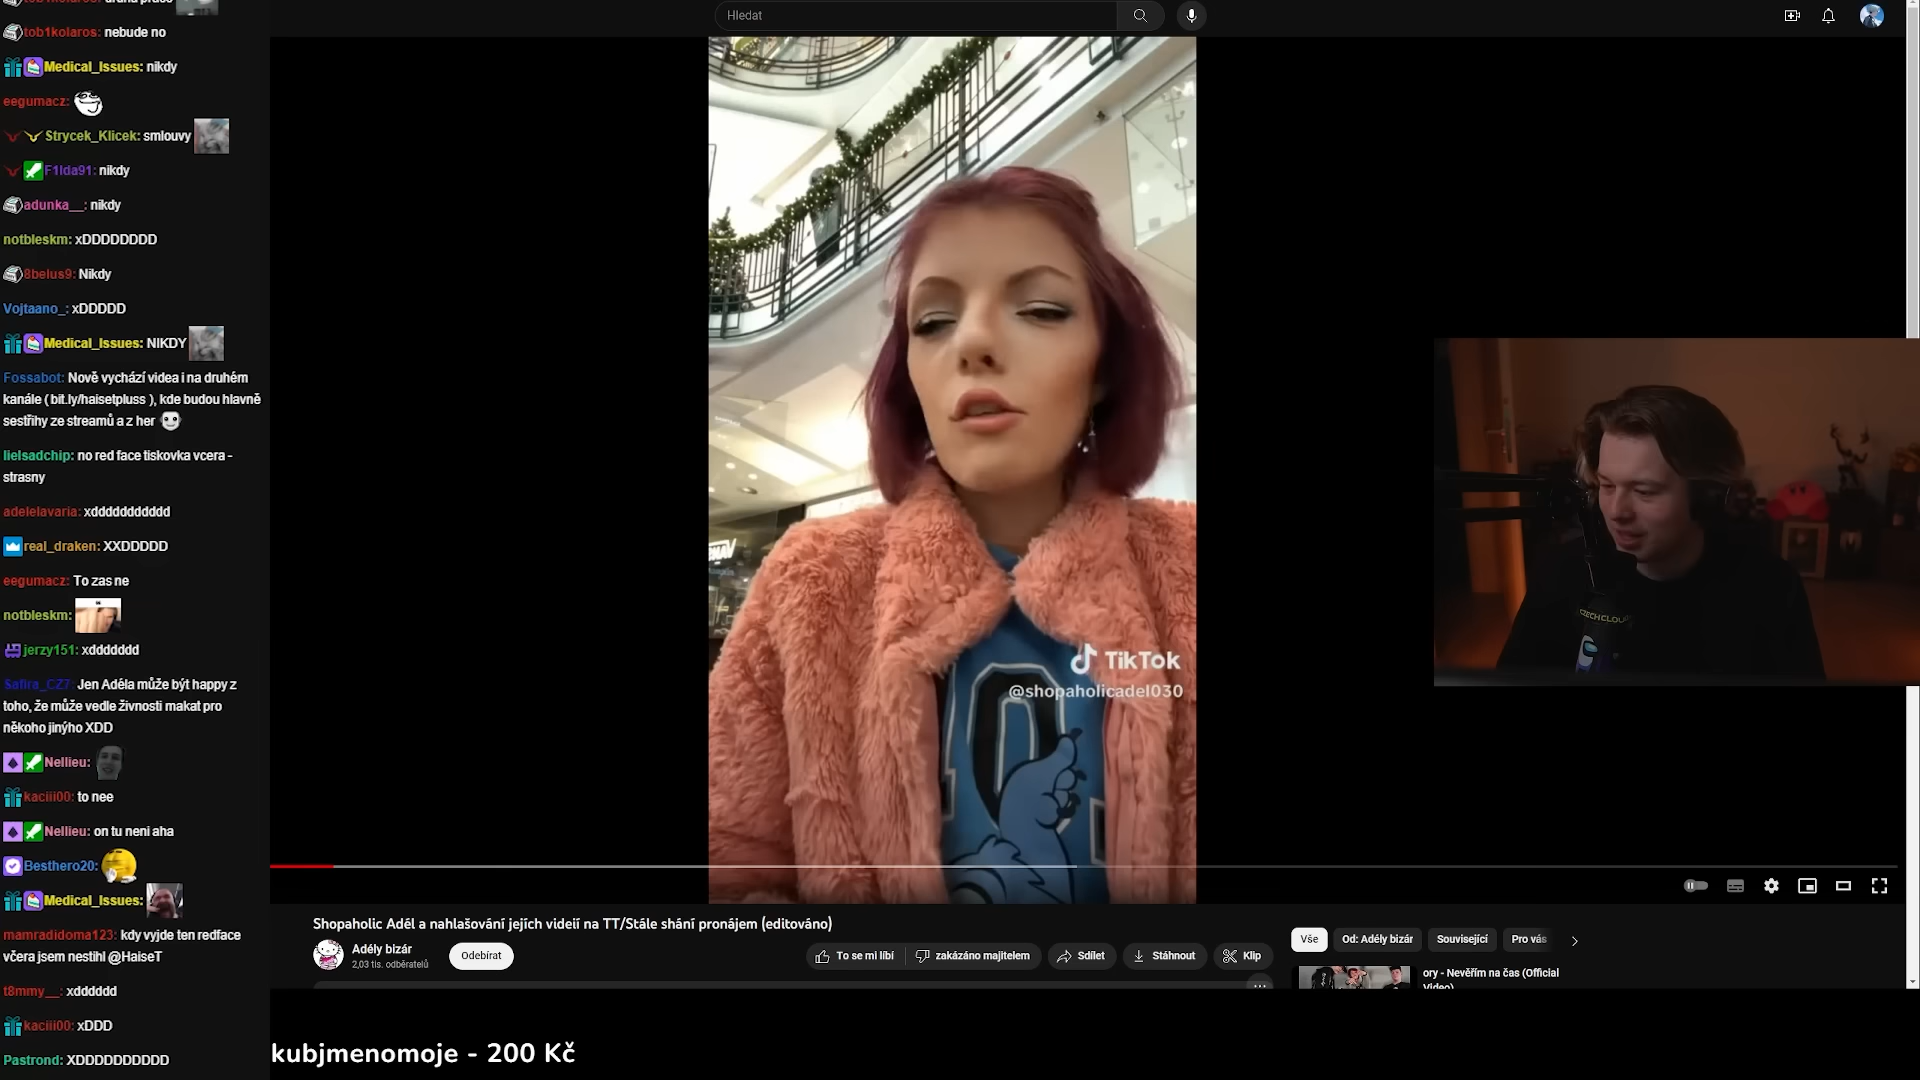 tob1kolaros: nebude no
Medical_Issues: nikdy
eegumacz:
Strycek_Klicek: smlouvy
F1lda91: nikdy
adunka__: nikdy
notbleskm: xDDDDDDDD
8belus9: Nikdy
Vojtaano_: xDDDDD
Medical_Issues: NIKDY
Fossabot: Nově vychází videa i na druhém
kanále ( bit.ly/haisetpluss ), kde budou hlavně
sestřihy ze streamů a z her
lielsadchip: no red face tiskovka vcera -
strasny
adelelavaria: xddddddddddd
real_draken: XXDDDDD
eegumacz: To zas ne
notbleskm:
jerzy151: xddddddd
Safira_CZ7: Jen Adéla může být happy z
toho, že může vedle živnosti makat pro
někoho jinýho XDD
Nellieu:
kaciii00: to nee
Nellieu: on tu neni aha
Besthero20:
Medical_Issues:
mamradidoma123: kdy vyjde ten redface
včera jsem nestihl @HaiseT
t8mmy__: xdddddd
kaciii00: xDDD
Pastrond: XDDDDDDDDDD
Hledat
TikTok
@shopaholicadel030
CZECHCLOUD
Shopaholic Adél a nahlašování jejích videií na TT/Stále shání pronájem (editováno)
Adély bizár
2,03 tis. odběratelů
Odebírat
To se mi líbí
zakázáno majitelem
Sdílet
Stáhnout
Klip
Vše
Od: Adély bizár
Související
Pro vás
ory - Nevěřím na čas (Official
Video)
kubjmenomoje - 200 Kč